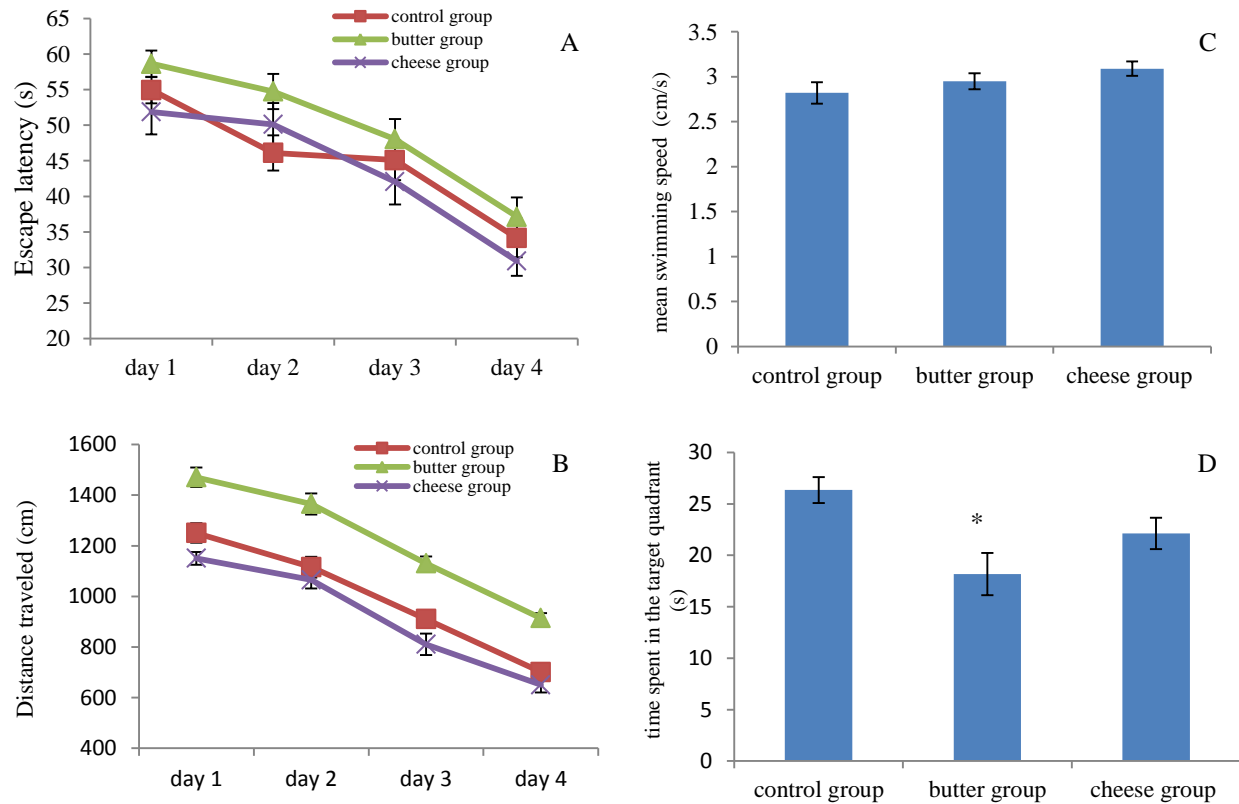 65
60
55
50
45
40
35
30
25
20
Escape latency (s)
control group
butter group
cheese group
A
day 1
day 2
day 3
day 4
3.5
3
2.5
2
1.5
1
0.5
0
mean swimming speed (cm/s)
C
control group
butter group
cheese group
1600
1400
1200
1000
800
600
400
Distance traveled (cm)
control group
butter group
cheese group
B
day 1
day 2
day 3
day 4
30
25
20
15
10
5
0
time spent in the target quadrant
(s)
D
*
control group
butter group
cheese group